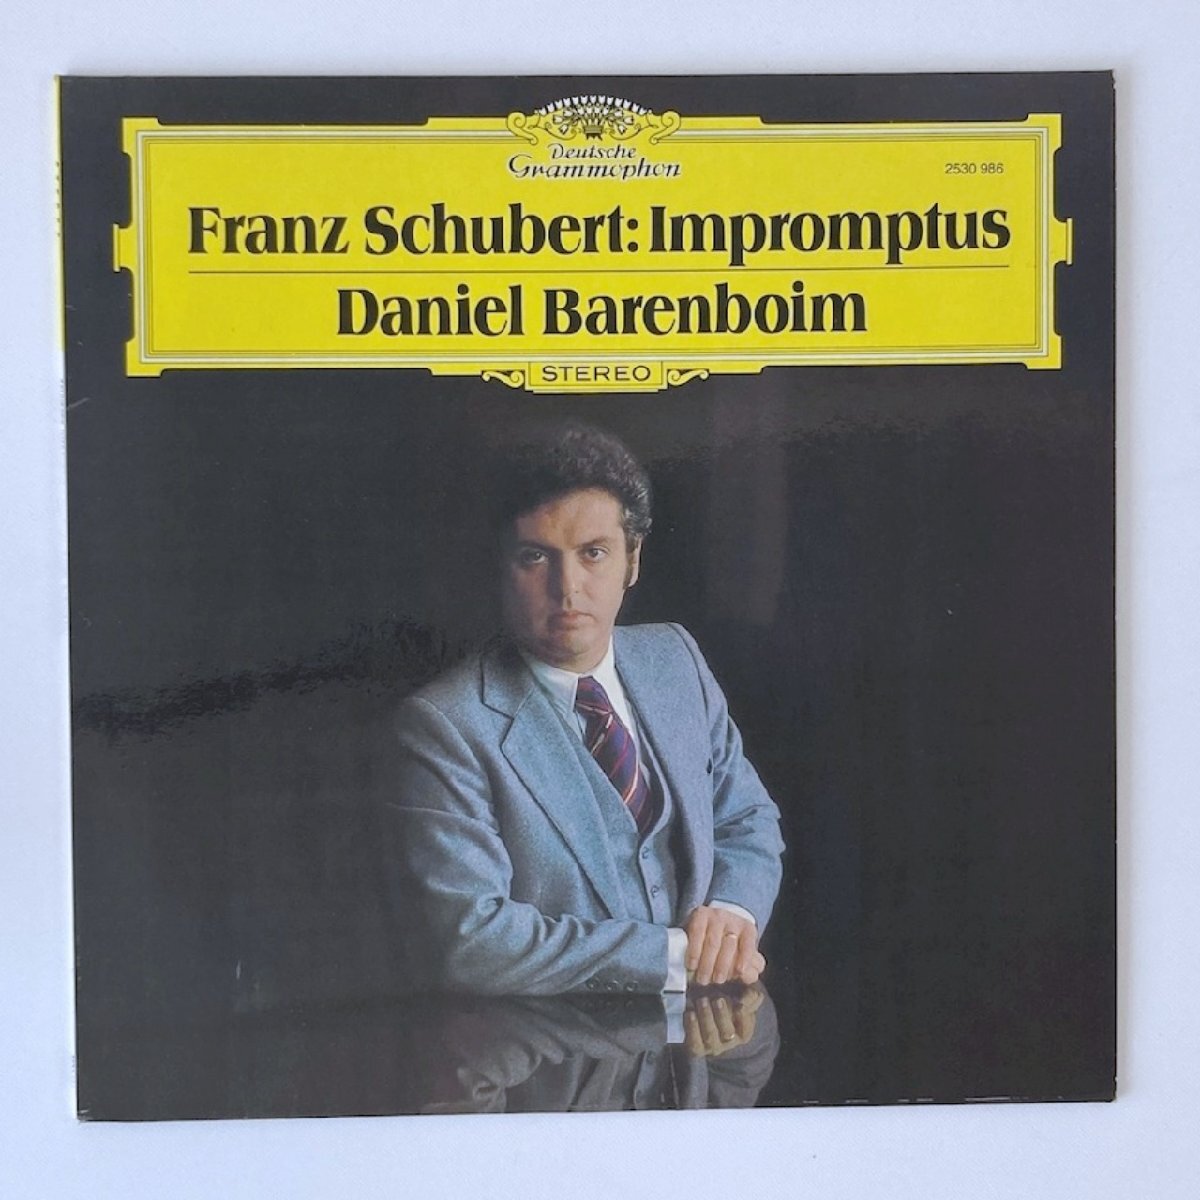 Deutsche
Grammophon
2530 986
Franz Schubert: Impromptus
Daniel Barenboim
STEREO